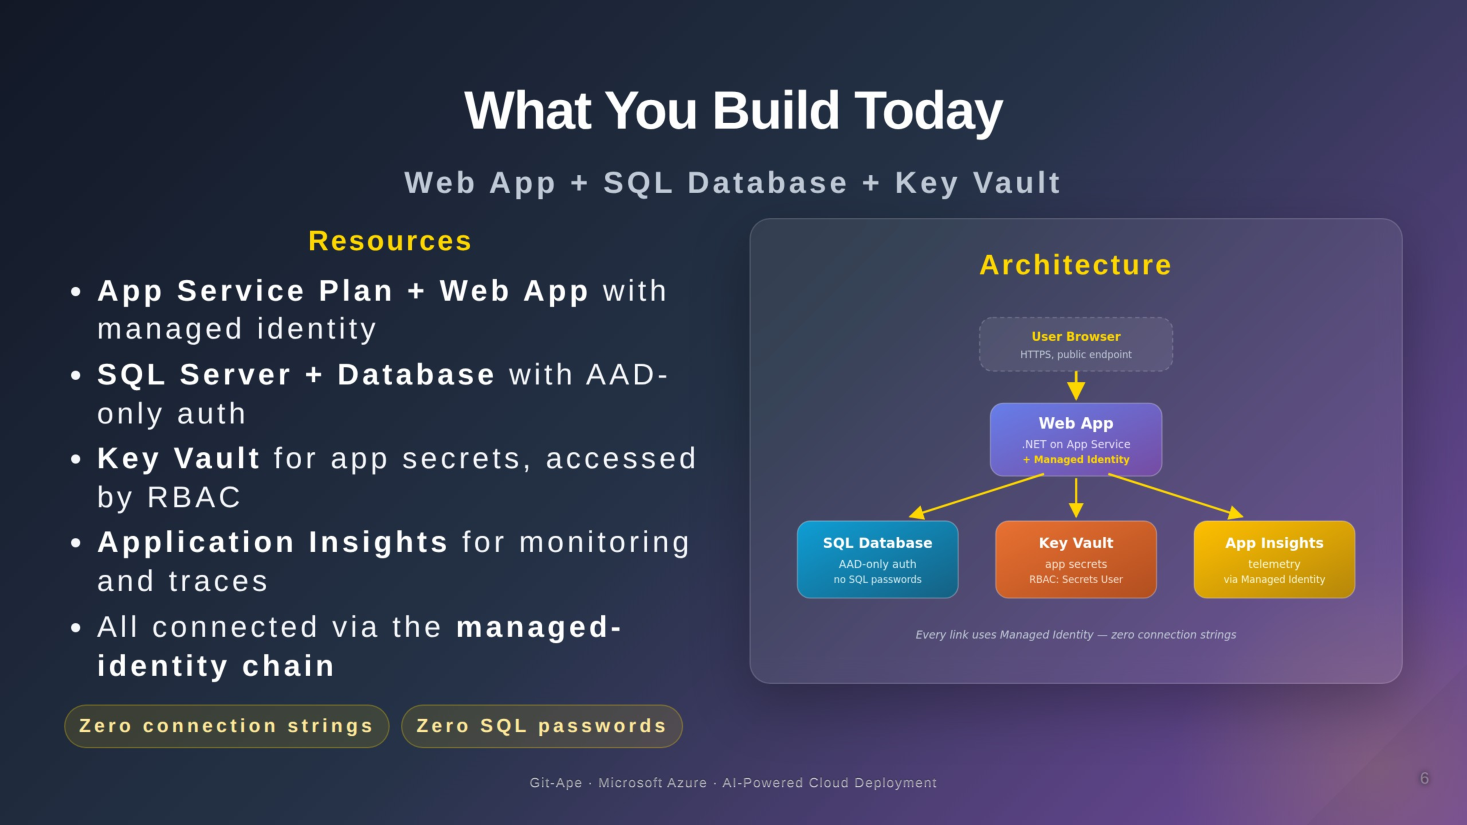 What You Build Today
Web App + SQL Database + Key Vault
Resources
• App Service Plan + Web App with
managed identity
• SQL Server + Database with AAD-
only auth
• Key Vault for app secrets, accessed
by RBAC
• Application Insights for monitoring
and traces
• All connected via the managed-
identity chain
Zero connection strings
Zero SQL passwords
Architecture
User Browser
HTTPS, public endpoint
Web App
.NET on App Service
+ Managed Identity
SQL Database
AAD-only auth
no SQL passwords
Key Vault
app secrets
RBAC: Secrets User
App Insights
telemetry
via Managed Identity
Every link uses Managed Identity — zero connection strings
Git-Ape · Microsoft Azure · AI-Powered Cloud Deployment
6